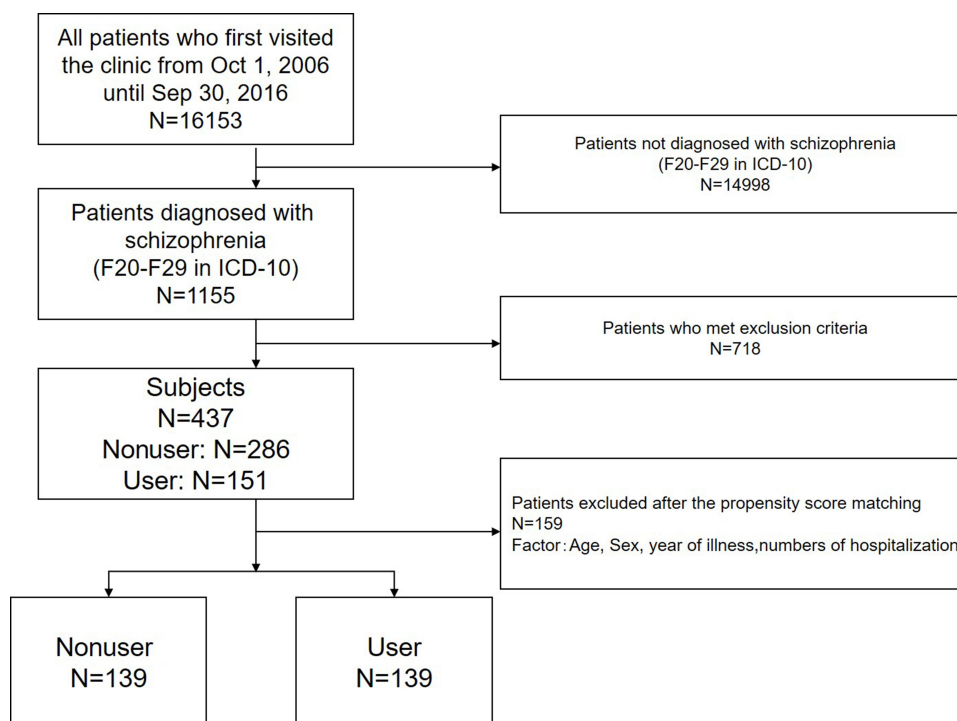 All patients who first visited
the clinic from Oct 1, 2006
until Sep 30, 2016
N=16153
Patients not diagnosed with schizophrenia
(F20-F29 in ICD-10)
N=14998
Patients diagnosed with
schizophrenia
(F20-F29 in ICD-10)
N=1155
Patients who met exclusion criteria
N=718
Subjects
N=437
Nonuser: N=286
User: N=151
Patients excluded after the propensity score matching
N=159
Factor：Age, Sex, year of illness,numbers of hospitalization
Nonuser
N=139
User
N=139